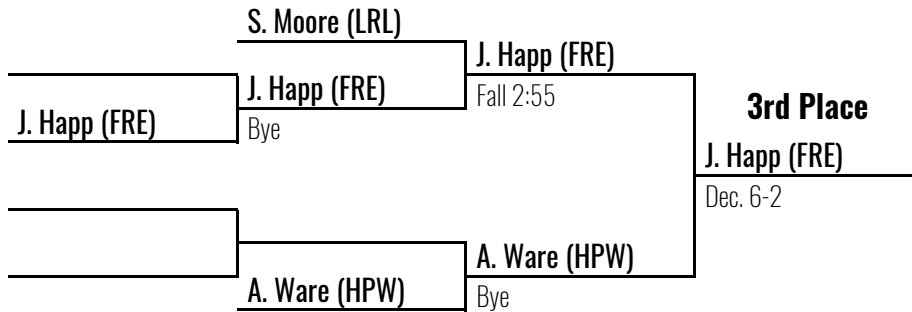 S. Moore (LRL)
J. Happ (FRE)
Fall 2:55
J. Happ (FRE)
Bye
J. Happ (FRE)
3rd Place
J. Happ (FRE)
Dec. 6-2
A. Ware (HPW)
Bye
A. Ware (HPW)